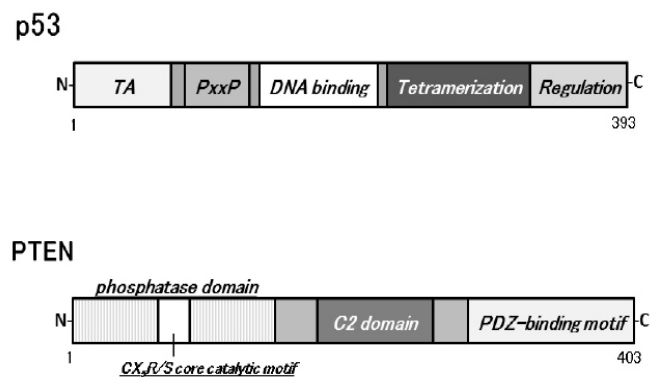 p53
N TA PxxP DNA binding Tetramerization Regulation C
1 393
PTEN
phosphatase domain
N C2 domain PDZ-binding motif C
1 403
CX₅R/S core catalytic motif